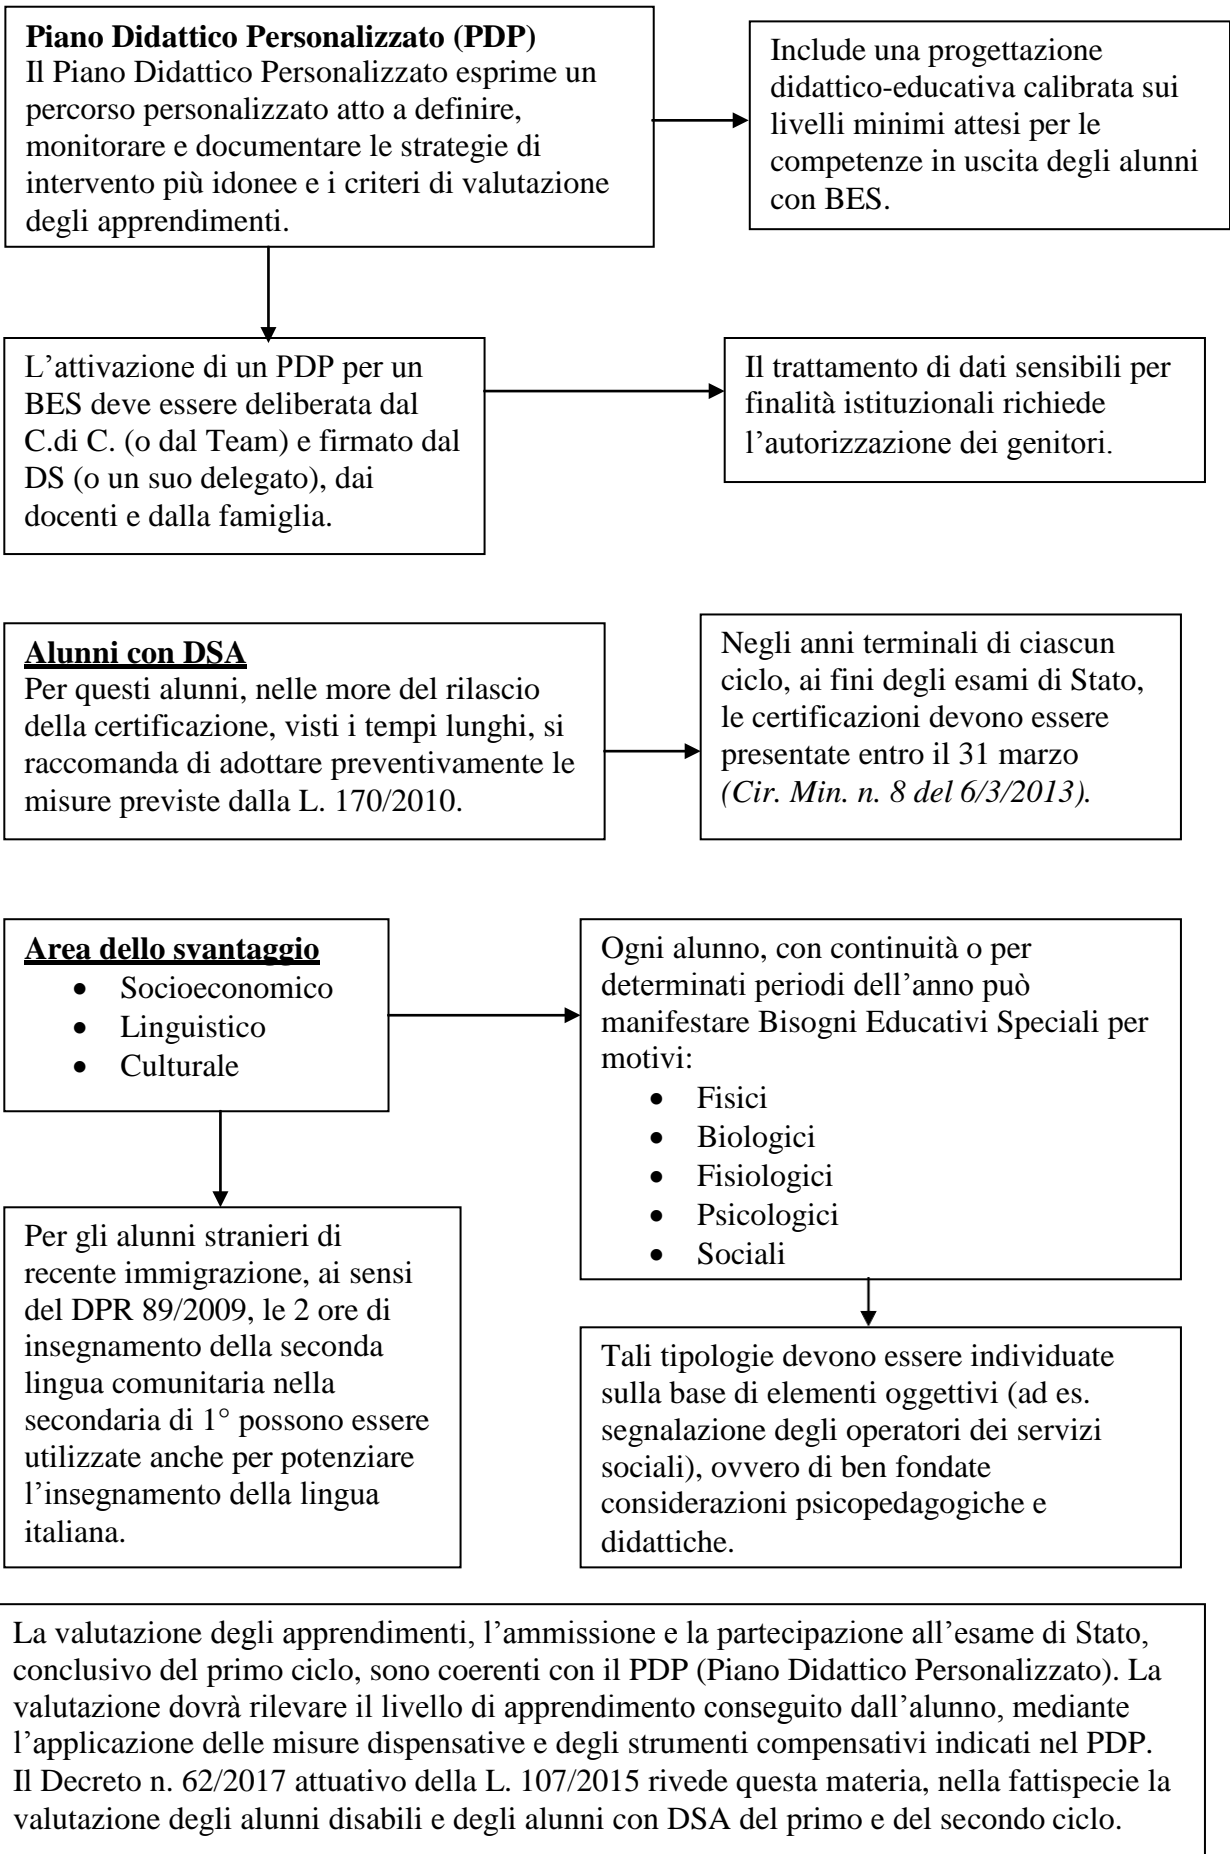 Piano Didattico Personalizzato (PDP)
Il Piano Didattico Personalizzato esprime un
percorso personalizzato atto a definire,
monitorare e documentare le strategie di
intervento più idonee e i criteri di valutazione
degli apprendimenti.
Include una progettazione
didattico-educativa calibrata sui
livelli minimi attesi per le
competenze in uscita degli alunni
con BES.
L’attivazione di un PDP per un
BES deve essere deliberata dal
C.di C. (o dal Team) e firmato dal
DS (o un suo delegato), dai
docenti e dalla famiglia.
Il trattamento di dati sensibili per
finalità istituzionali richiede
l’autorizzazione dei genitori.
Alunni con DSA
Per questi alunni, nelle more del rilascio
della certificazione, visti i tempi lunghi, si
raccomanda di adottare preventivamente le
misure previste dalla L. 170/2010.
Negli anni terminali di ciascun
ciclo, ai fini degli esami di Stato,
le certificazioni devono essere
presentate entro il 31 marzo
(Cir. Min. n. 8 del 6/3/2013).
Area dello svantaggio
• Socioeconomico
• Linguistico
• Culturale
Ogni alunno, con continuità o per
determinati periodi dell’anno può
manifestare Bisogni Educativi Speciali per
motivi:
• Fisici
• Biologici
• Fisiologici
• Psicologici
• Sociali
Per gli alunni stranieri di
recente immigrazione, ai sensi
del DPR 89/2009, le 2 ore di
insegnamento della seconda
lingua comunitaria nella
secondaria di 1° possono essere
utilizzate anche per potenziare
l’insegnamento della lingua
italiana.
Tali tipologie devono essere individuate
sulla base di elementi oggettivi (ad es.
segnalazione degli operatori dei servizi
sociali), ovvero di ben fondate
considerazioni psicopedagogiche e
didattiche.
La valutazione degli apprendimenti, l’ammissione e la partecipazione all’esame di Stato,
conclusivo del primo ciclo, sono coerenti con il PDP (Piano Didattico Personalizzato). La
valutazione dovrà rilevare il livello di apprendimento conseguito dall’alunno, mediante
l’applicazione delle misure dispensative e degli strumenti compensativi indicati nel PDP.
Il Decreto n. 62/2017 attuativo della L. 107/2015 rivede questa materia, nella fattispecie la
valutazione degli alunni disabili e degli alunni con DSA del primo e del secondo ciclo.